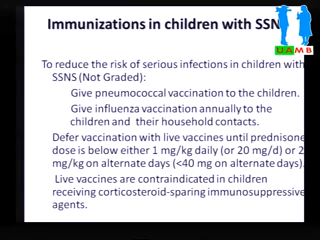 Immunizations in children with SSN
UAMB
To reduce the risk of serious infections in children with
SSNS (Not Graded):
Give pneumococcal vaccination to the children.
Give influenza vaccination annually to the
children and their household contacts.
Defer vaccination with live vaccines until prednisone
dose is below either 1 mg/kg daily (or 20 mg/d) or 2
mg/kg on alternate days (<40 mg on alternate days).
Live vaccines are contraindicated in children
receiving corticosteroid-sparing immunosuppressive
agents.